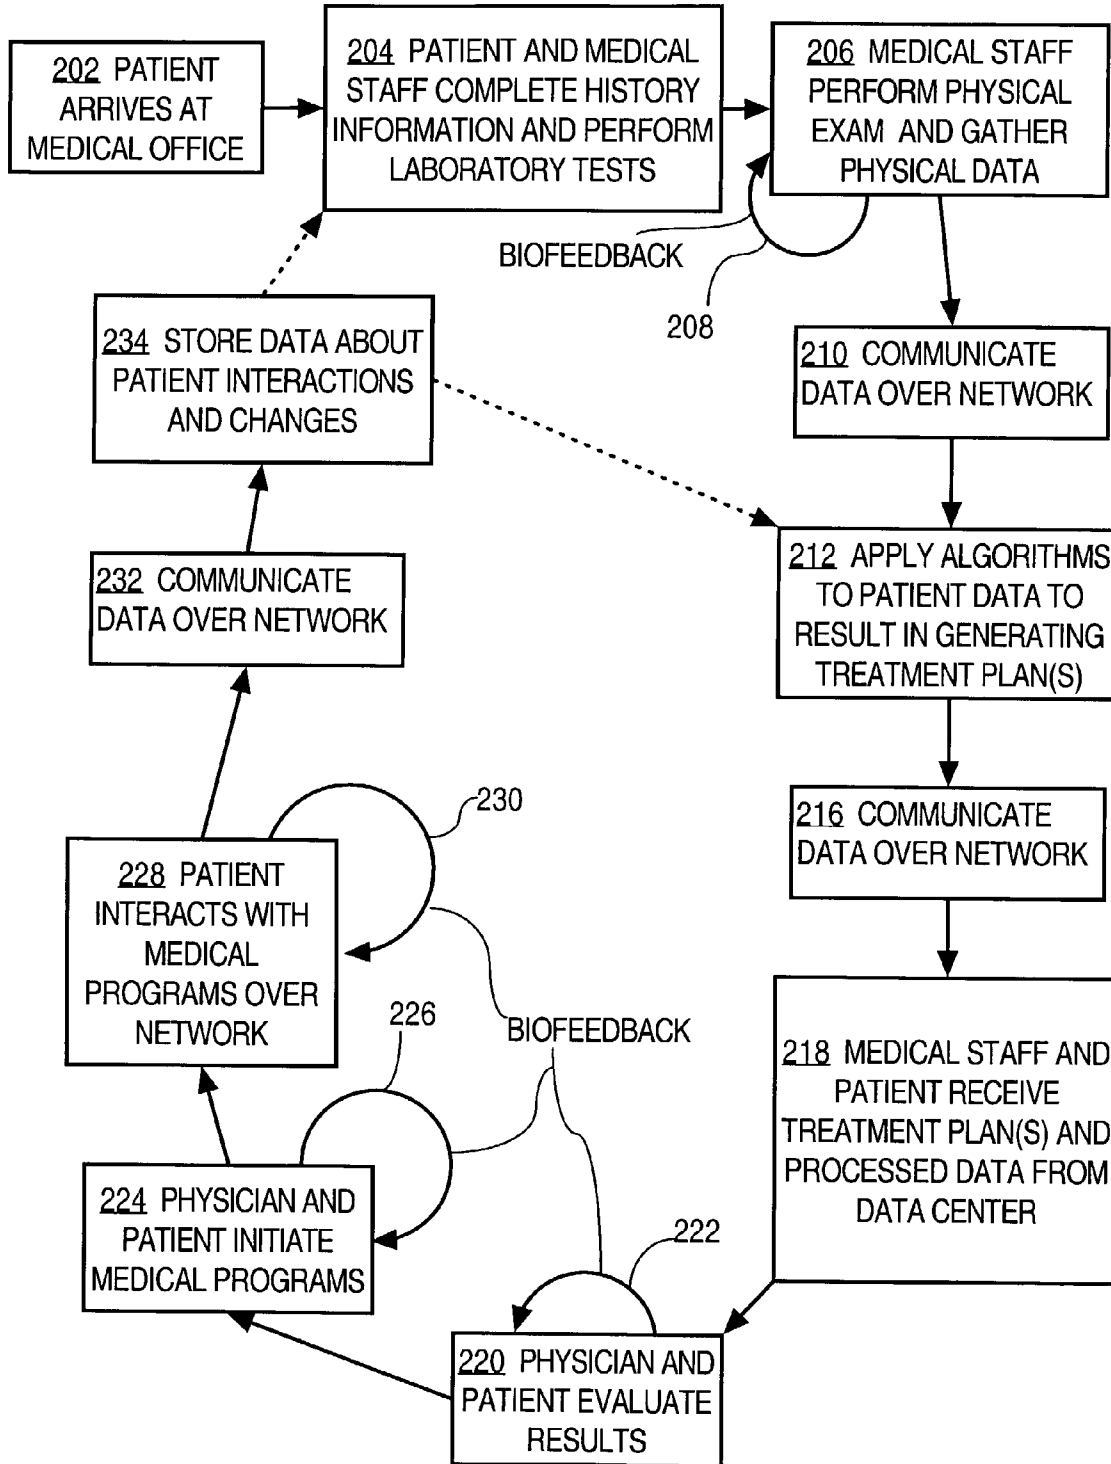 202 PATIENT
ARRIVES AT
MEDICAL OFFICE
204 PATIENT AND MEDICAL
STAFF COMPLETE HISTORY
INFORMATION AND PERFORM
LABORATORY TESTS
206 MEDICAL STAFF
PERFORM PHYSICAL
EXAM AND GATHER
PHYSICAL DATA
BIOFEEDBACK
208
210 COMMUNICATE
DATA OVER NETWORK
234 STORE DATA ABOUT
PATIENT INTERACTIONS
AND CHANGES
212 APPLY ALGORITHMS
TO PATIENT DATA TO
RESULT IN GENERATING
TREATMENT PLAN(S)
232 COMMUNICATE
DATA OVER NETWORK
216 COMMUNICATE
DATA OVER NETWORK
230
228 PATIENT
INTERACTS WITH
MEDICAL
PROGRAMS OVER
NETWORK
226
BIOFEEDBACK
218 MEDICAL STAFF AND
PATIENT RECEIVE
TREATMENT PLAN(S) AND
PROCESSED DATA FROM
DATA CENTER
224 PHYSICIAN AND
PATIENT INITIATE
MEDICAL PROGRAMS
222
220 PHYSICIAN AND
PATIENT EVALUATE
RESULTS